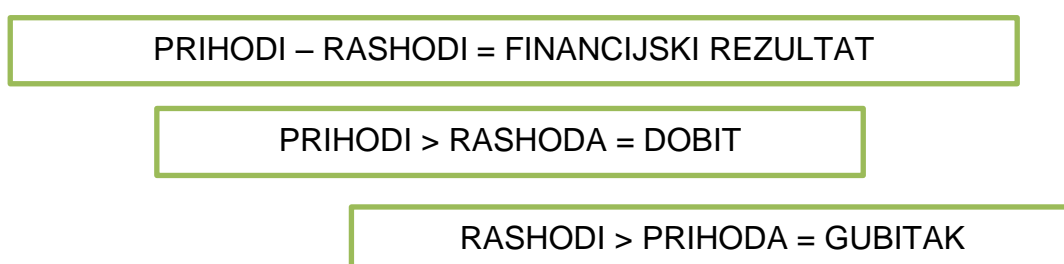 PRIHODI – RASHODI = FINANCIJSKI REZULTAT
PRIHODI > RASHODA = DOBIT
RASHODI > PRIHODA = GUBITAK